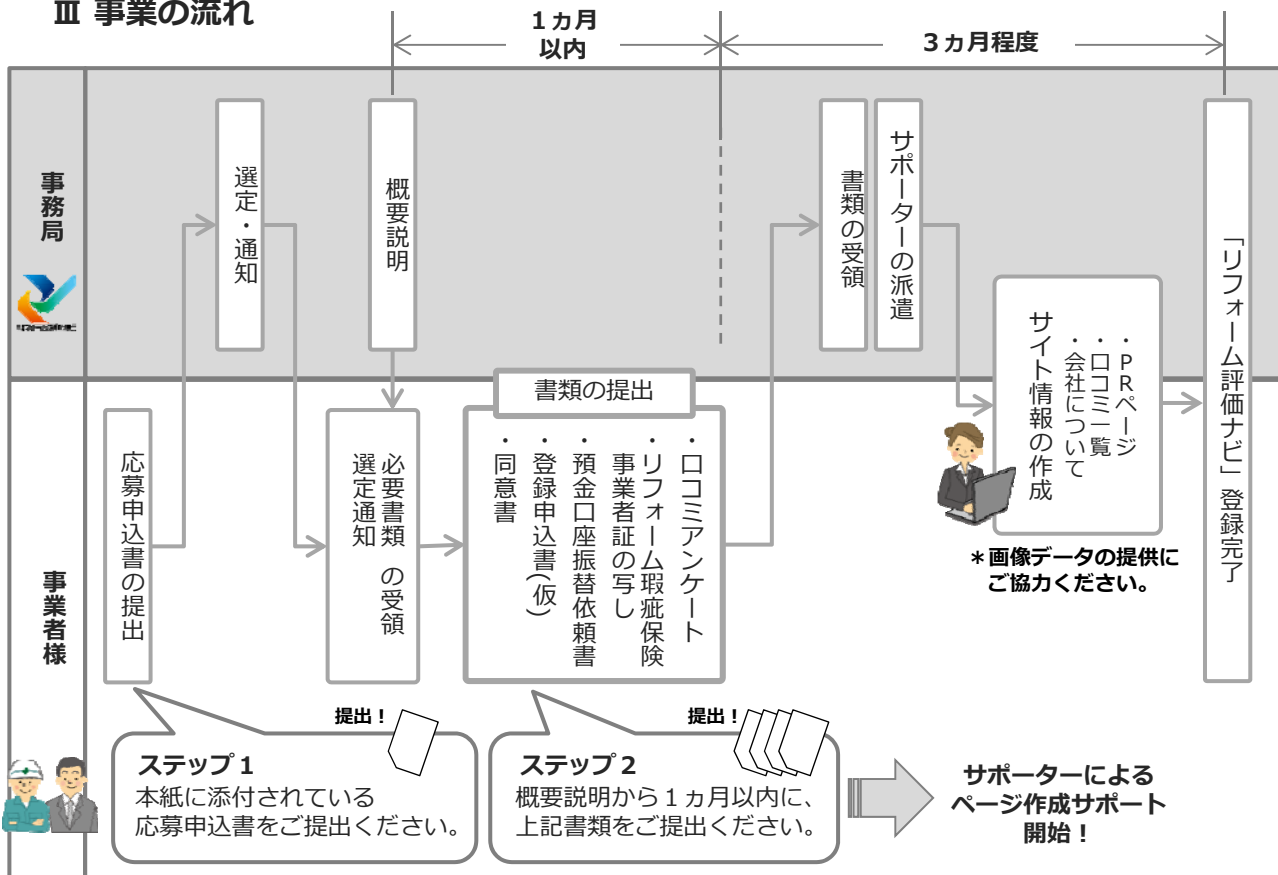 Ⅲ 事業の流れ
1ヵ月
以内
3ヵ月程度
事務局
選定・通知
概要説明
書類の受領
サポーターの派遣
「リフォーム評価ナビ」登録完了
サイト情報の作成
・会社について
・口コミ一覧
・PRページ
＊画像データの提供に
ご協力ください。
事業者様
応募申込書の提出
選定通知
必要書類 の受領
書類の提出
・口コミアンケート
・リフォーム瑕疵保険
事業者証の写し
・預金口座振替依頼書
・登録申込書(仮)
・同意書
提出！
ステップ1
本紙に添付されている
応募申込書をご提出ください。
提出！
ステップ2
概要説明から1ヵ月以内に、
上記書類をご提出ください。
サポーターによる
ページ作成サポート
開始！